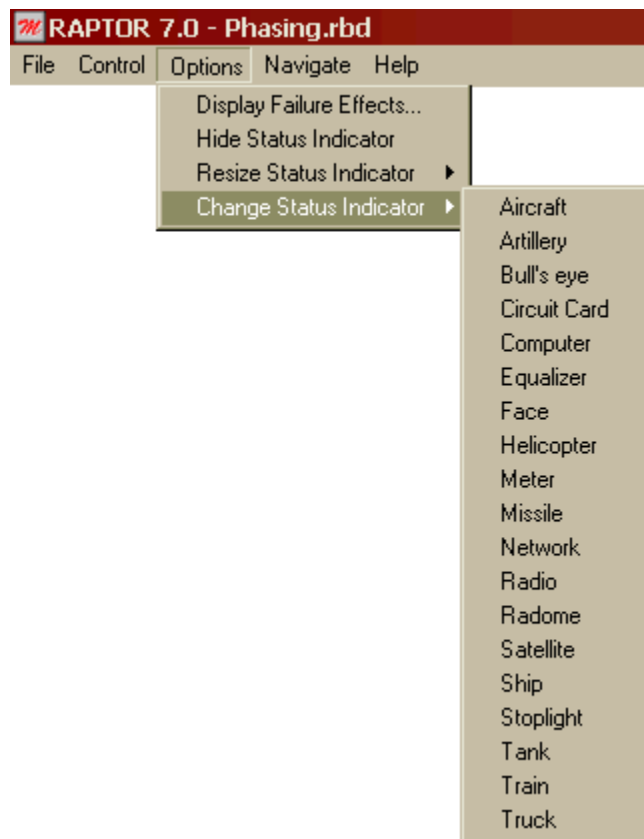 RAPTOR 7.0 - Phasing.rbd
File Control Options Navigate Help
Display Failure Effects...
Hide Status Indicator
Resize Status Indicator
Change Status Indicator
Aircraft
Artillery
Bull's eye
Circuit Card
Computer
Equalizer
Face
Helicopter
Meter
Missile
Network
Radio
Radome
Satellite
Ship
Stoplight
Tank
Train
Truck